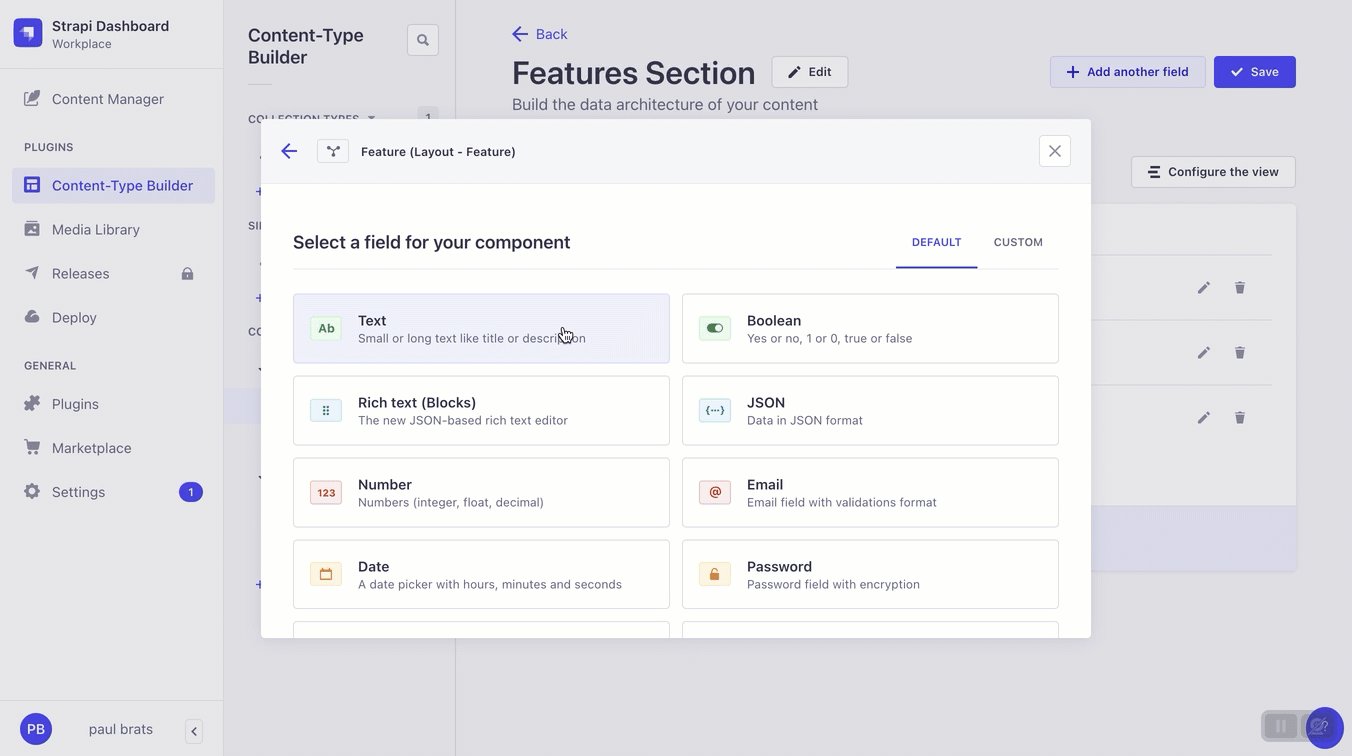 Strapi Dashboard
Workplace
Content Manager
PLUGINS
Content-Type Builder
Media Library
Releases
Deploy
GENERAL
Plugins
Marketplace
Settings
1
PB
paul brats
Content-Type
Builder
COLLECTION TYPES
1
Back
Features Section
Edit
Add another field
Save
Build the data architecture of your content
Configure the view
Feature (Layout - Feature)
Select a field for your component
DEFAULT
CUSTOM
Ab
Text
Small or long text like title or description
Boolean
Yes or no, 1 or 0, true or false
Rich text (Blocks)
The new JSON-based rich text editor
JSON
Data in JSON format
123
Number
Numbers (integer, float, decimal)
@
Email
Email field with validations format
Date
A date picker with hours, minutes and seconds
Password
Password field with encryption
?